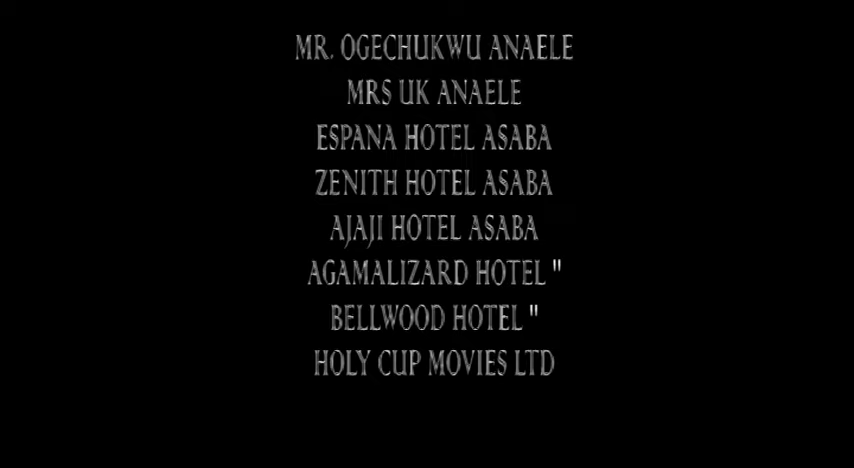 MR. OGECHUKWU ANAELE
MRS UK ANAELE
ESPANA HOTEL ASABA
ZENITH HOTEL ASABA
AJAJI HOTEL ASABA
AGAMALIZARD HOTEL "
BELLWOOD HOTEL "
HOLY CUP MOVIES LTD